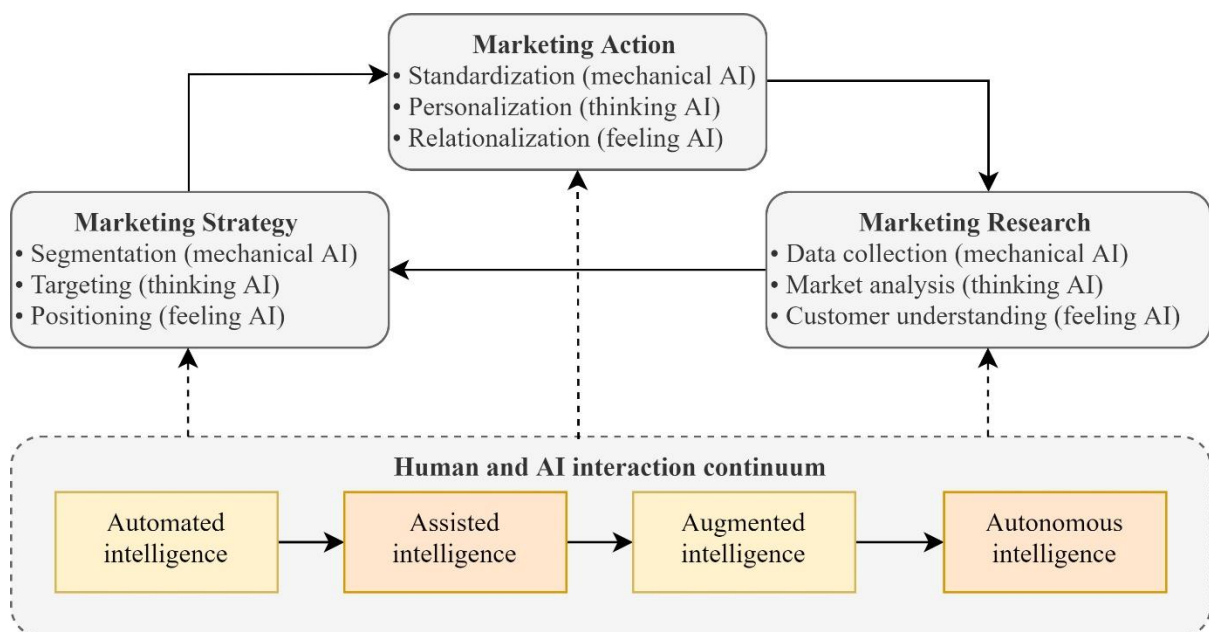 Marketing Action
• Standardization (mechanical AI)
• Personalization (thinking AI)
• Relationalization (feeling AI)
Marketing Strategy
• Segmentation (mechanical AI)
• Targeting (thinking AI)
• Positioning (feeling AI)
Marketing Research
• Data collection (mechanical AI)
• Market analysis (thinking AI)
• Customer understanding (feeling AI)
Human and AI interaction continuum
Automated
intelligence
Assisted
intelligence
Augmented
intelligence
Autonomous
intelligence